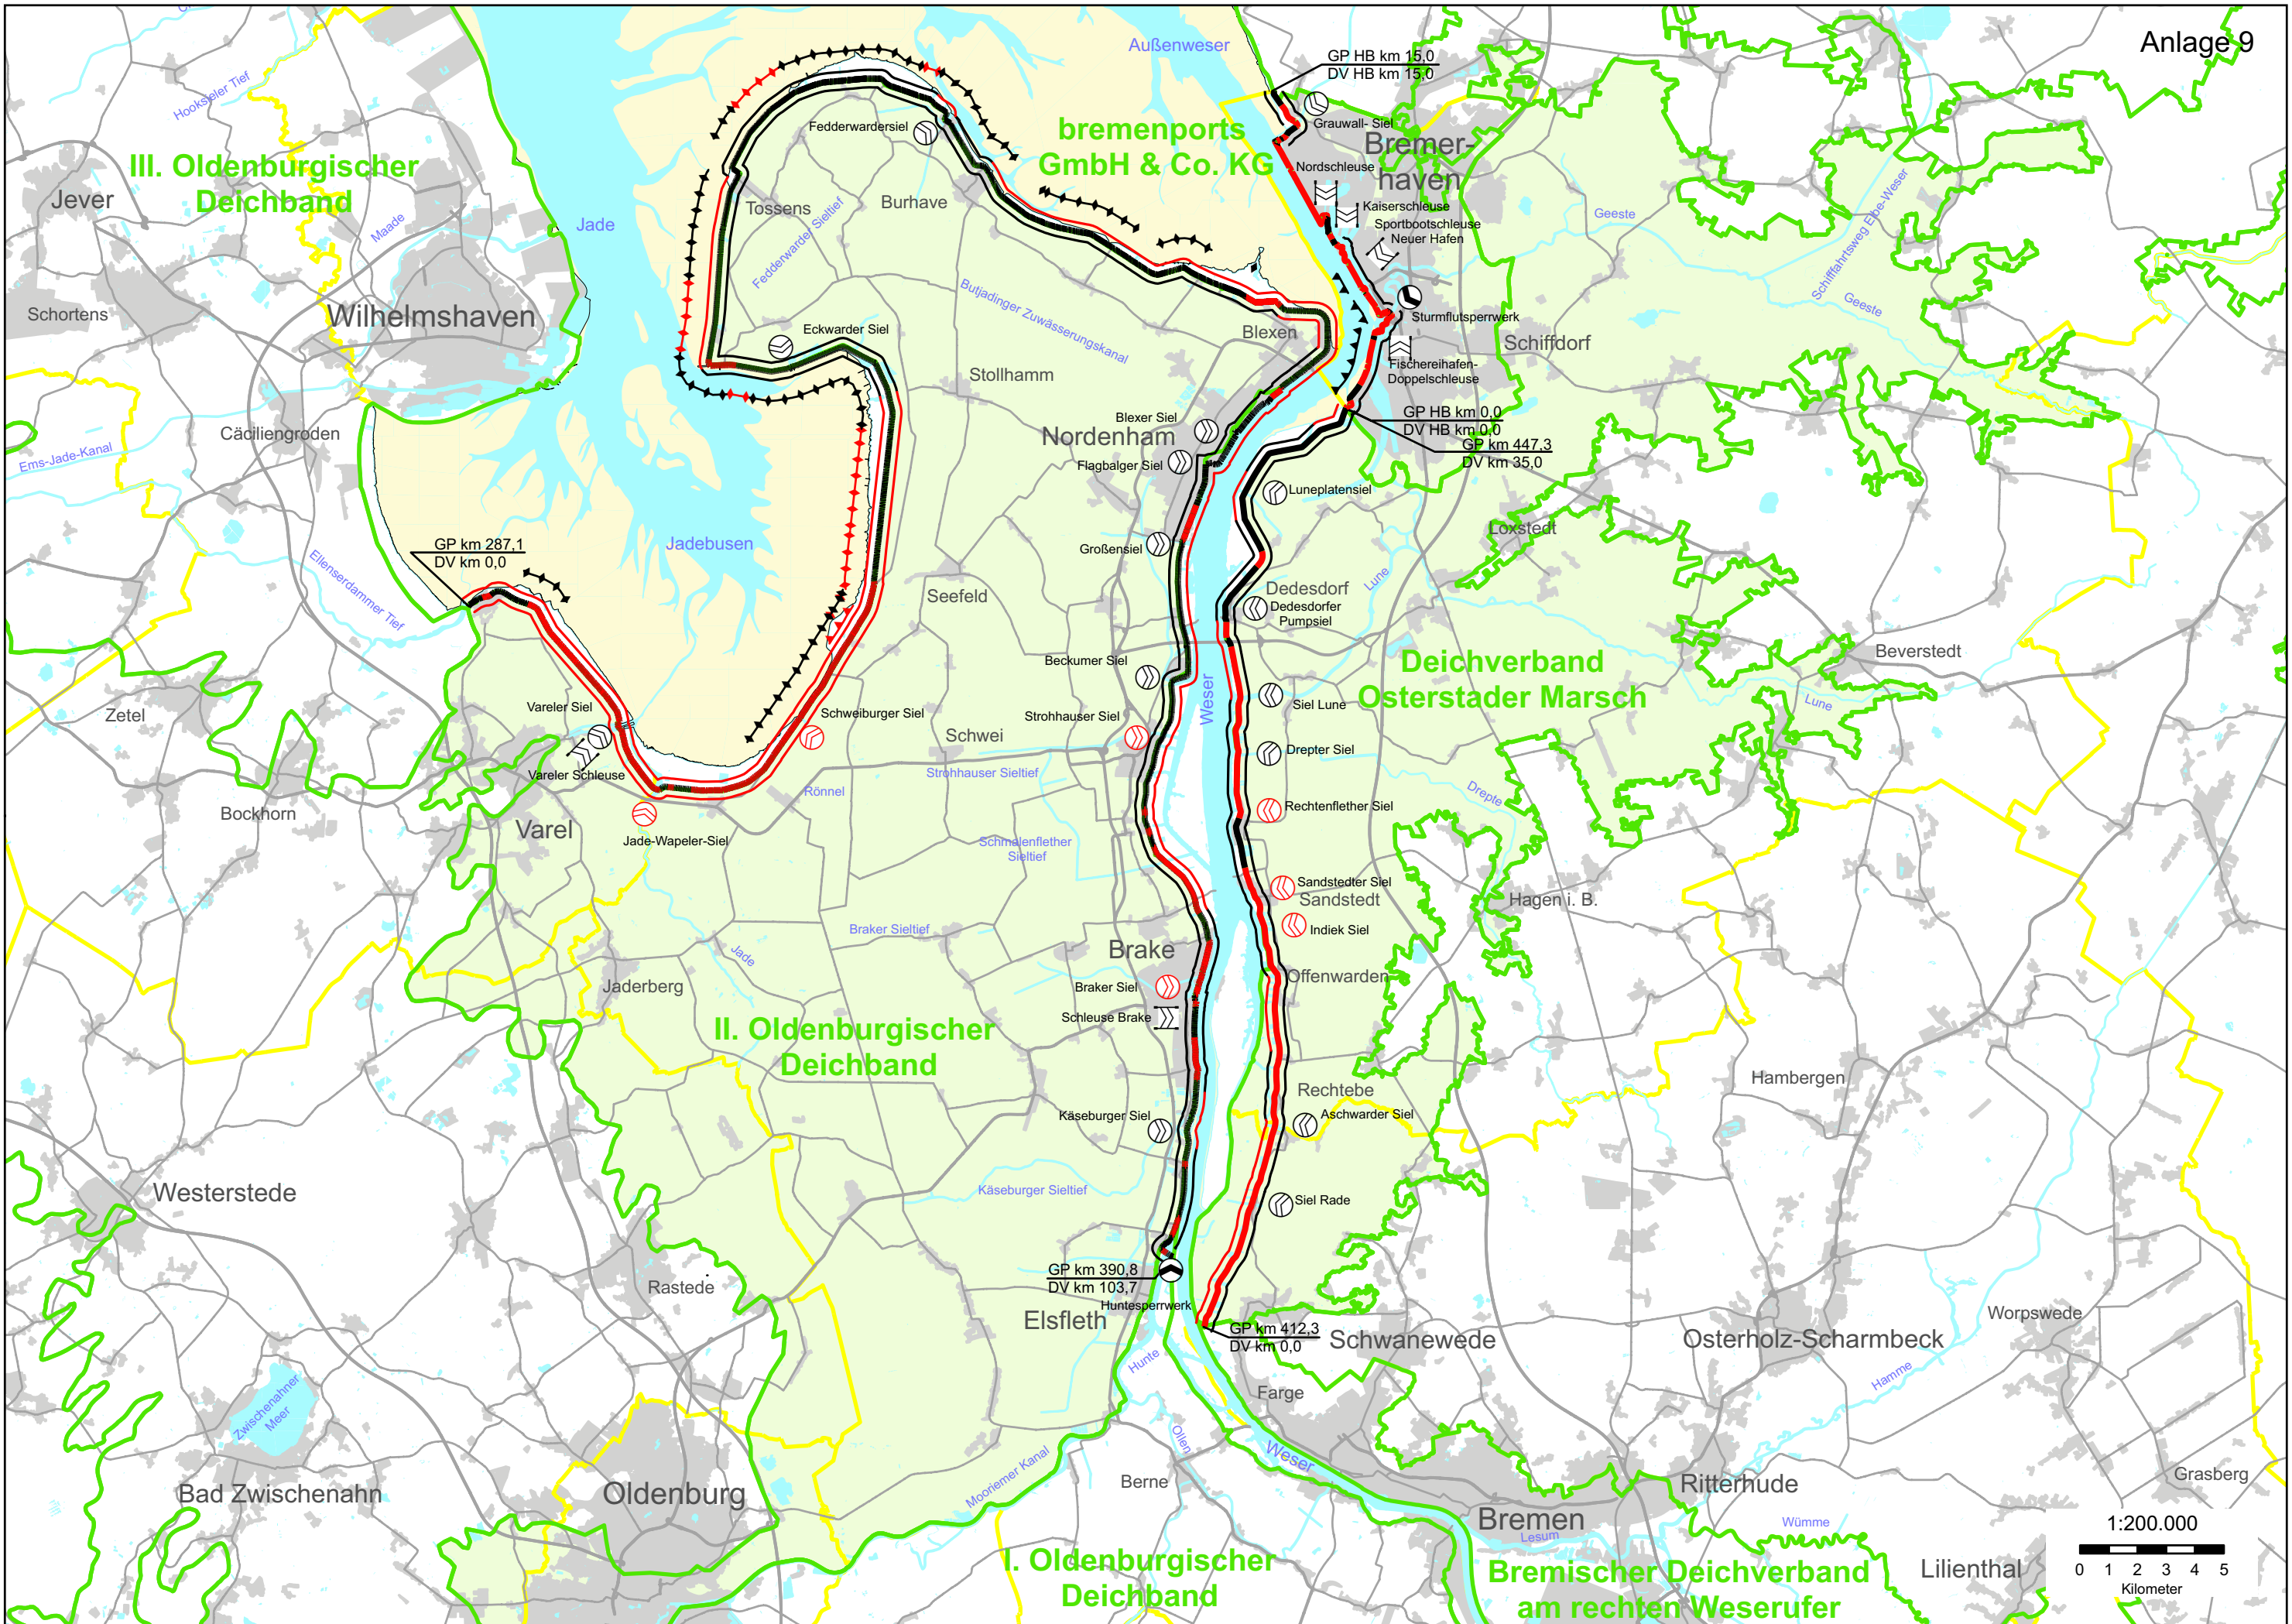 Anlage 9
Außenweser
GP HB km 15,0
DV HB km 15,0
Hooksieler Tief
Grauwall- Siel
Fedderwardersiel
bremenports
GmbH & Co. KG
Bremer-
haven
III. Oldenburgischer
Deichband
Nordschleuse
Jever
Tossens
Burhave
Kaiserschleuse
Sportbootschleuse
Neuer Hafen
Geeste
Schifffahrtsweg Elbe-Weser
Maade
Jade
Fedderwarder Sieltief
Geeste
Schortens
Wilhelmshaven
Butjadinger Zuwässerungskanal
Sturmflutsperrwerk
Eckwarder Siel
Blexen
Schiffdorf
Fischereihafen-
Doppelschleuse
Stollhamm
Blexer Siel
GP HB km 0,0
DV HB km 0,0
Cäciliengroden
Nordenham
GP km 447,3
DV km 35,0
Ems-Jade-Kanal
Flagbalger Siel
Luneplatensiel
Loxstedt
GP km 287,1
DV km 0,0
Jadebusen
Großensiel
Ellenserdammer Tief
Seefeld
Dedesdorf
Lune
Dedesdorfer
Pumpsiel
Beckumer Siel
Deichverband
Osterstader Marsch
Beverstedt
Weser
Siel Lune
Lune
Zetel
Vareler Siel
Schweiburger Siel
Strohhauser Siel
Schwei
Drepter Siel
Vareler Schleuse
Strohhauser Sieltief
Rönnel
Drepte
Bockhorn
Varel
Jade-Wapeler-Siel
Schmalenflether
Sieltief
Rechtenflether Siel
Sandstedter Siel
Sandstedt
Hagen i. B.
Braker Sieltief
Indiek Siel
Brake
Jade
Jaderberg
Braker Siel
Offenwarden
Schleuse Brake
II. Oldenburgischer
Deichband
Hambergen
Rechtebe
Käseburger Siel
Aschwarder Siel
Westerstede
Käseburger Sieltief
Siel Rade
GP km 390,8
DV km 103,7
Rastede
Huntesperrwerk
Elsfleth
GP km 412,3
DV km 0,0
Schwanewede
Worpswede
Osterholz-Scharmbeck
Hunte
Hamme
Farge
Zwischenahner
Meer
Ollen
Weser
Moorriemer Kanal
Berne
Bad Zwischenahn
Oldenburg
Ritterhude
Grasberg
Bremen
Lesum
Wümme
1:200.000
0 1 2 3 4 5
Kilometer
I. Oldenburgischer
Deichband
Bremischer Deichverband
am rechten Weserufer
Lilienthal